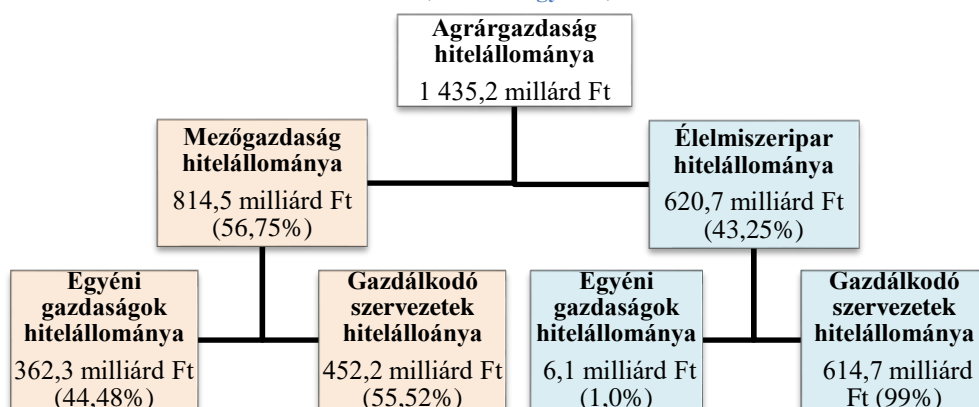 Agrárgazdaság
hitelállománya
1 435,2 millárd Ft
Mezőgazdaság
hitelállománya
814,5 milliárd Ft
(56,75%)
Élelmiszeripar
hitelállománya
620,7 milliárd Ft
(43,25%)
Egyéni
gazdaságok
hitelállománya
362,3 milliárd Ft
(44,48%)
Gazdálkodó
szervezetek
hitelálloánya
452,2 milliárd Ft
(55,52%)
Egyéni
gazdaságok
hitelállománya
6,1 milliárd Ft
(1,0%)
Gazdálkodó
szervezetek
hitelállománya
614,7 milliárd
Ft (99%)